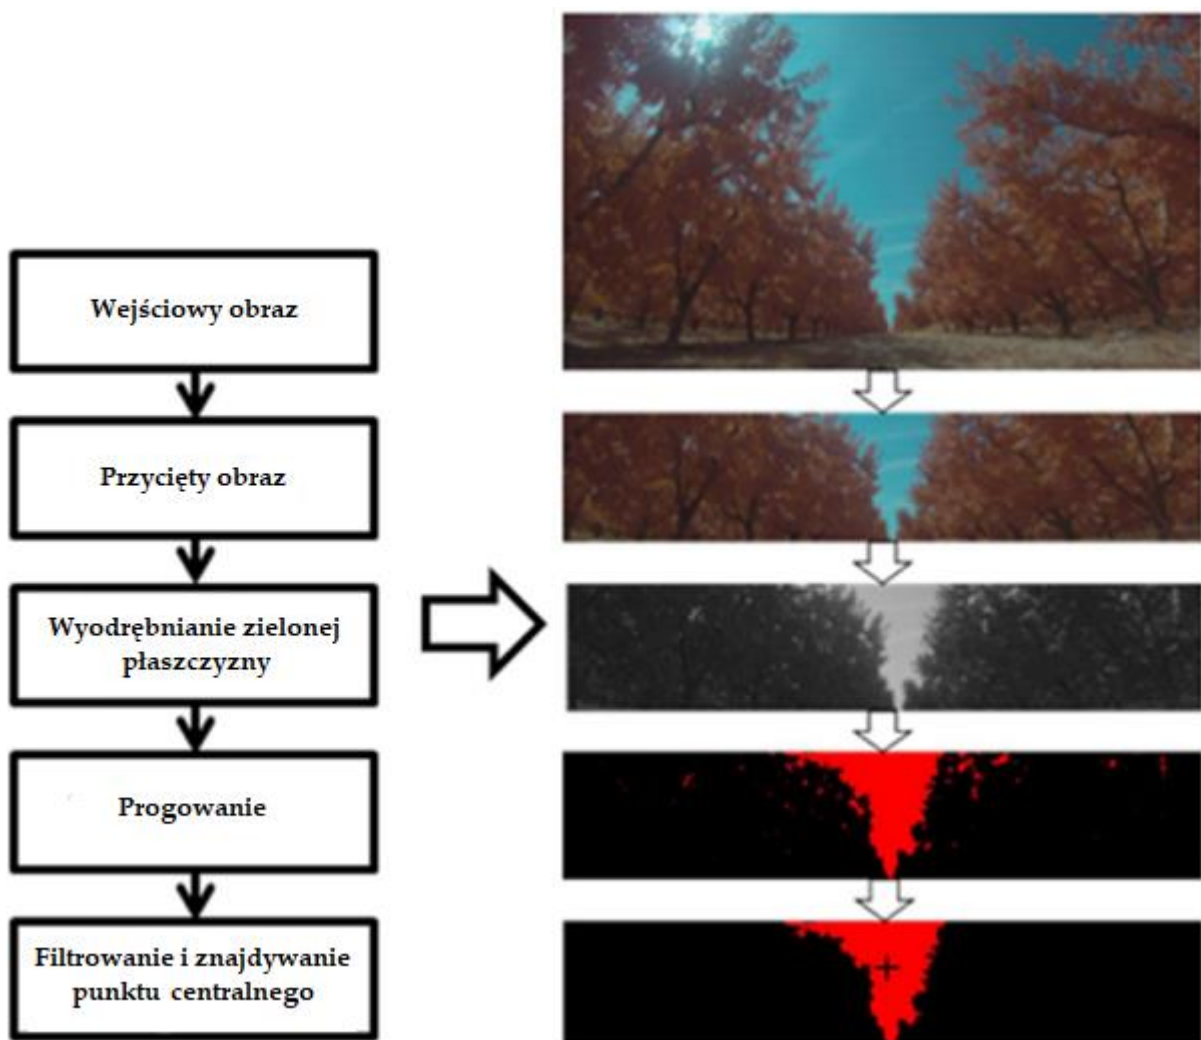 Wejściowy obraz
Przycięty obraz
Wyodrębnianie zielonej
płaszczyzny
Progowanie
Filtrowanie i znajdywanie
punktu centralnego